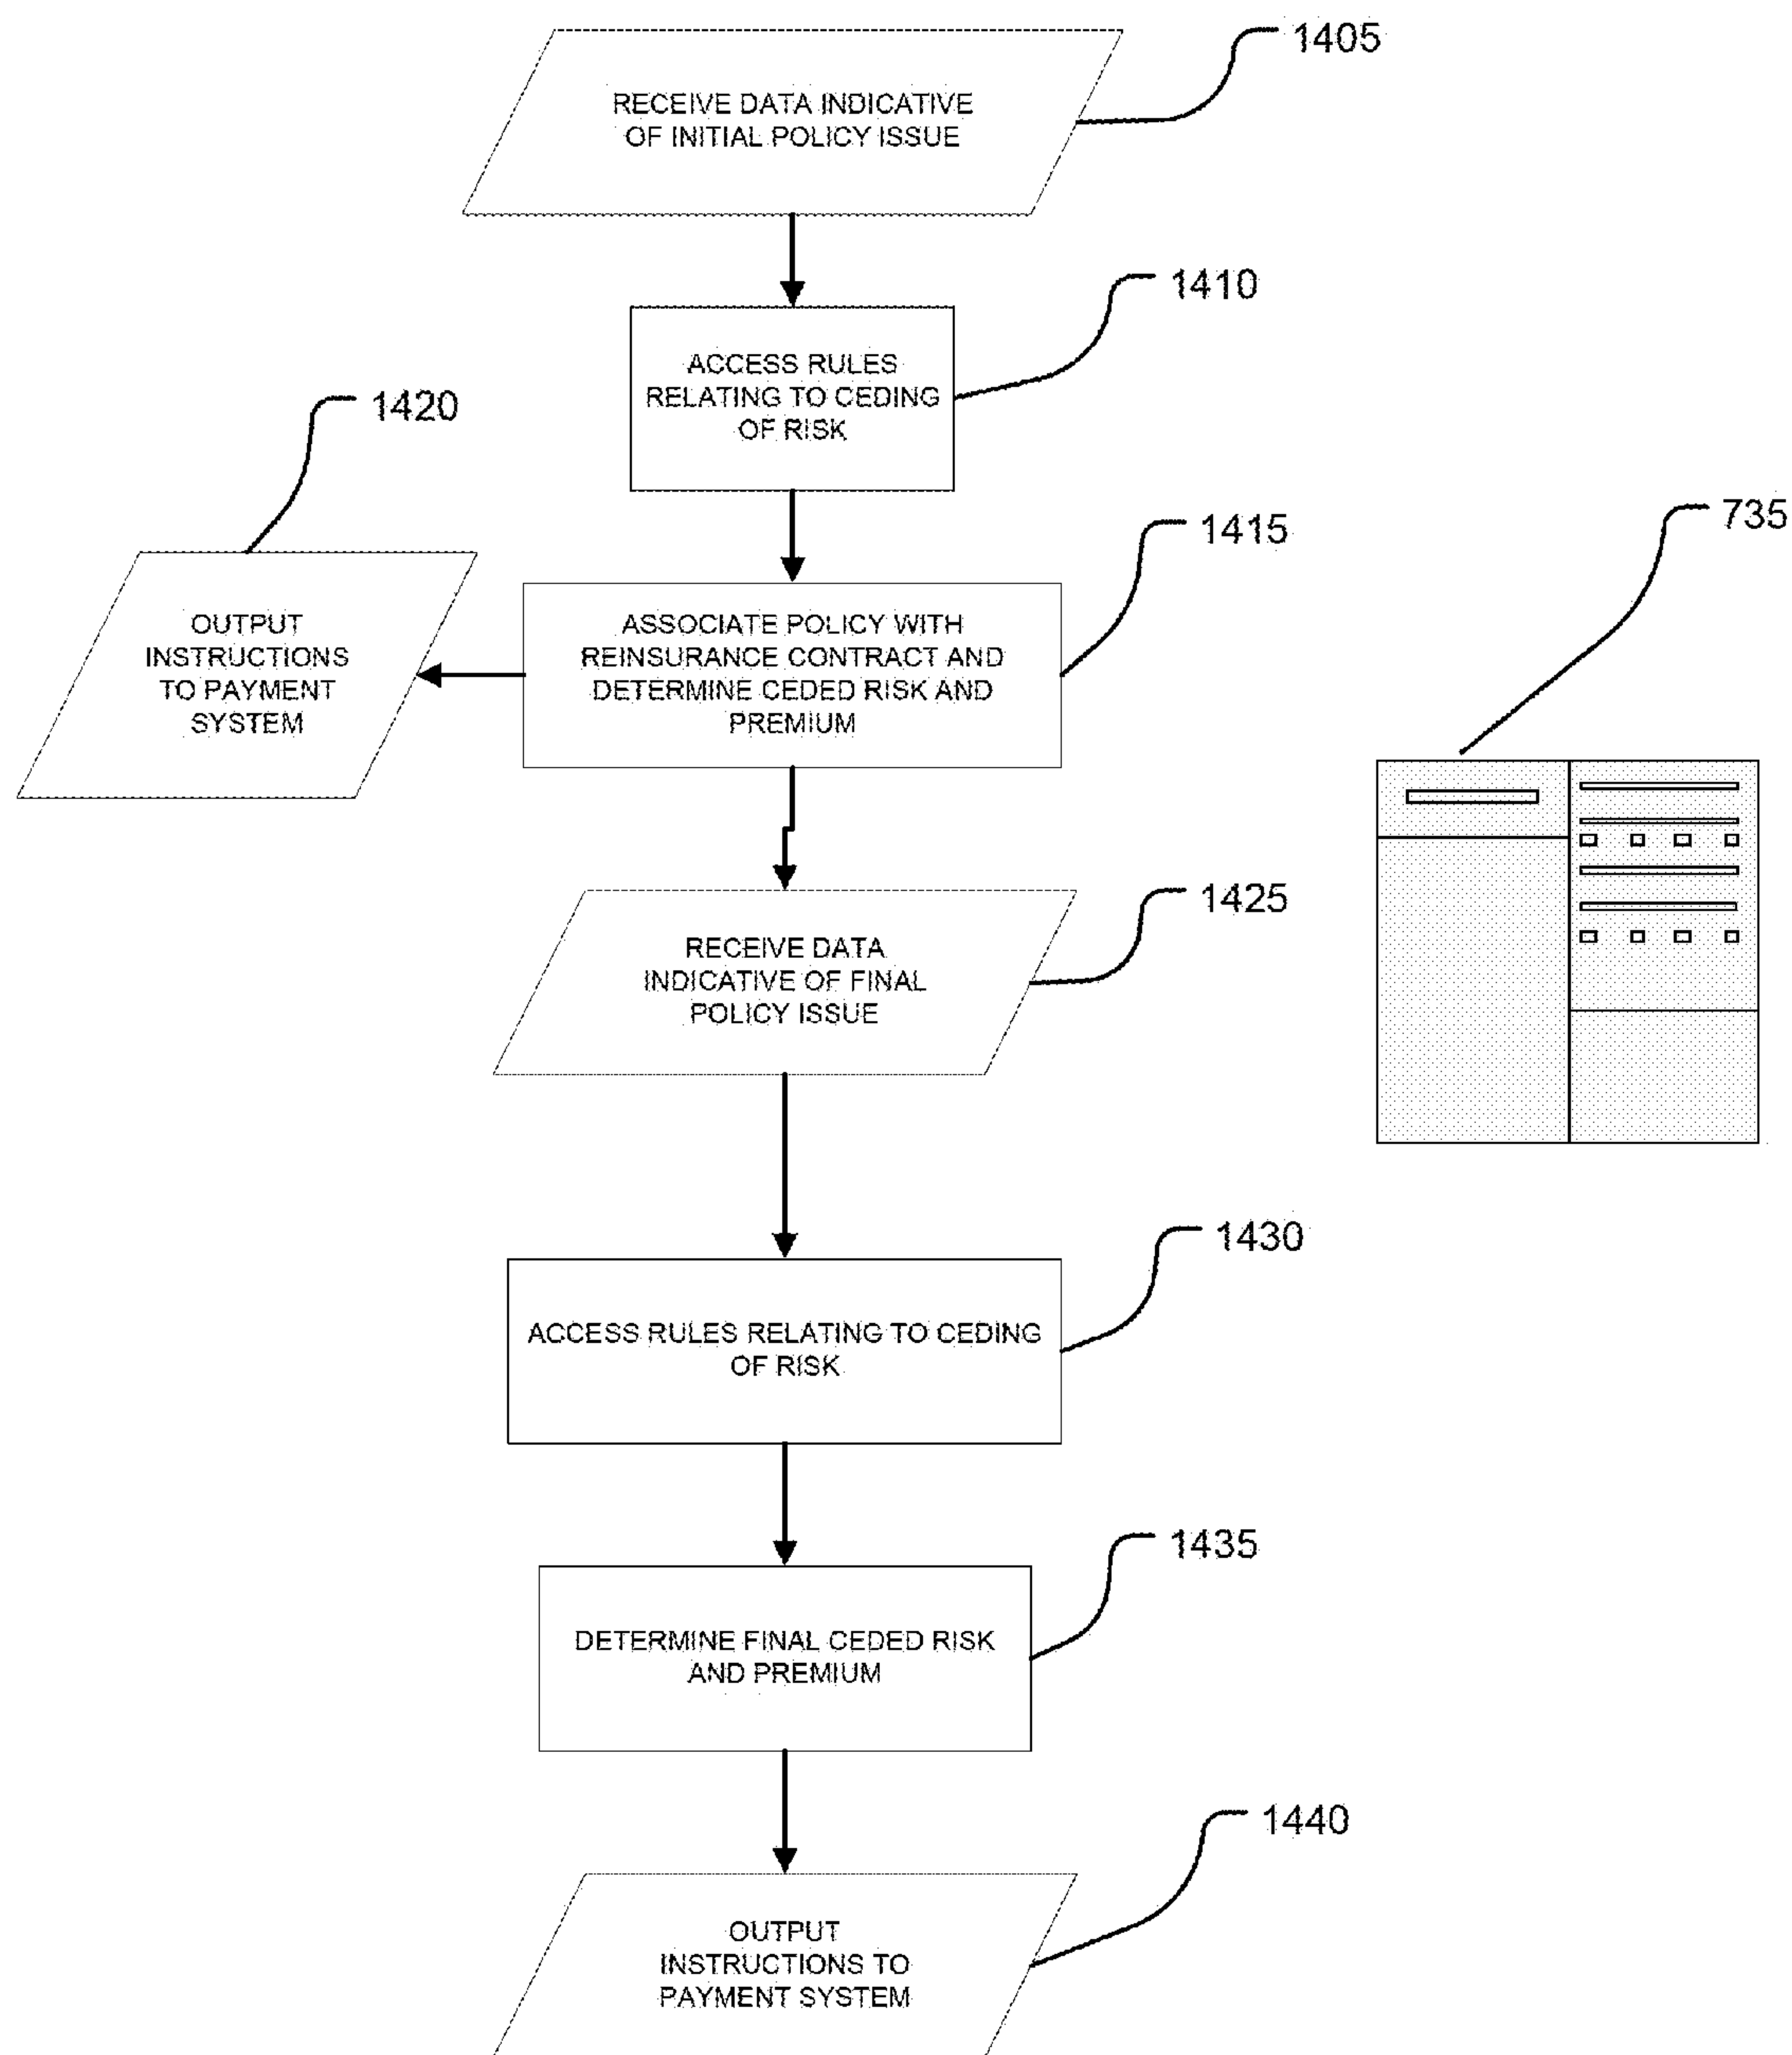 1405
RECEIVE DATA INDICATIVE
OF INITIAL POLICY ISSUE
1410
ACCESS RULES
RELATING TO CEDING
OF RISK
1420
1415
735
OUTPUT
INSTRUCTIONS
TO PAYMENT
SYSTEM
ASSOCIATE POLICY WITH
REINSURANCE CONTRACT AND
DETERMINE CEDED RISK AND
PREMIUM
1425
RECEIVE DATA
INDICATIVE OF FINAL
POLICY ISSUE
1430
ACCESS RULES RELATING TO CEDING
OF RISK
1435
DETERMINE FINAL CEDED RISK
AND PREMIUM
1440
OUTPUT
INSTRUCTIONS TO
PAYMENT SYSTEM